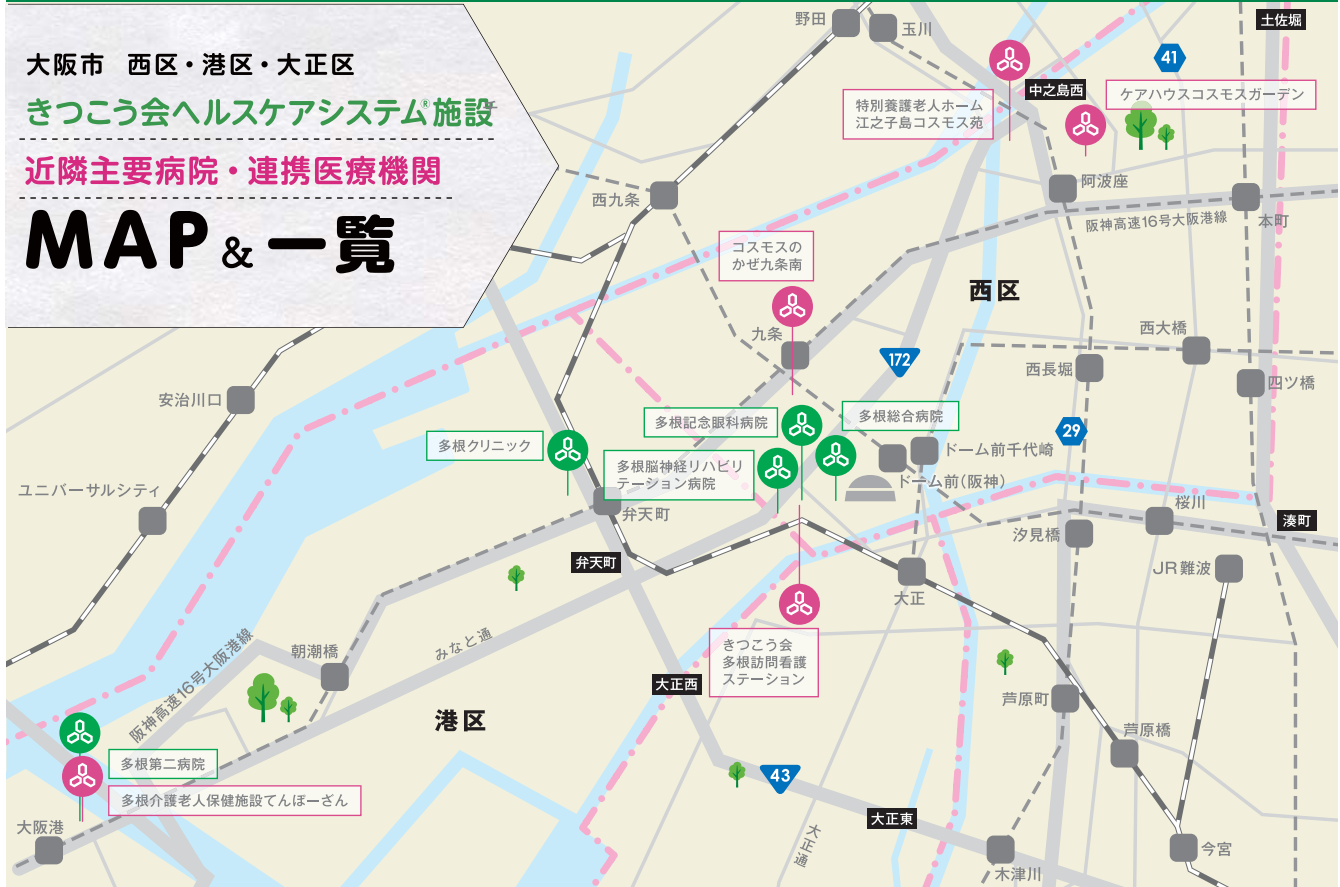 大阪市 西区・港区・大正区
きつこう会ヘルスケアシステム®施設
近隣主要病院・連携医療機関
MAP&一覧
野田
玉川
土佐堀
41
中之島西
ケアハウスコスモスガーデン
特別養護老人ホーム
江之子島コスモス苑
阿波座
西九条
阪神高速16号大阪港線
本町
コスモスの
かぜ九条南
西区
九条
西大橋
172
西長堀
四ツ橋
安治川口
多根記念眼科病院
多根総合病院
29
多根クリニック
ドーム前千代崎
多根脳神経リハビリ
テーション病院
ドーム前(阪神)
ユニバーサルシティ
弁天町
桜川
汐見橋
湊町
弁天町
JR難波
大正
みなと通
きつこう会
多根訪問看護
ステーション
朝潮橋
阪神高速16号大阪港線
大正西
芦原町
港区
芦原橋
多根第二病院
43
多根介護老人保健施設てんぽーざん
大正東
大阪港
大正通
今宮
木津川